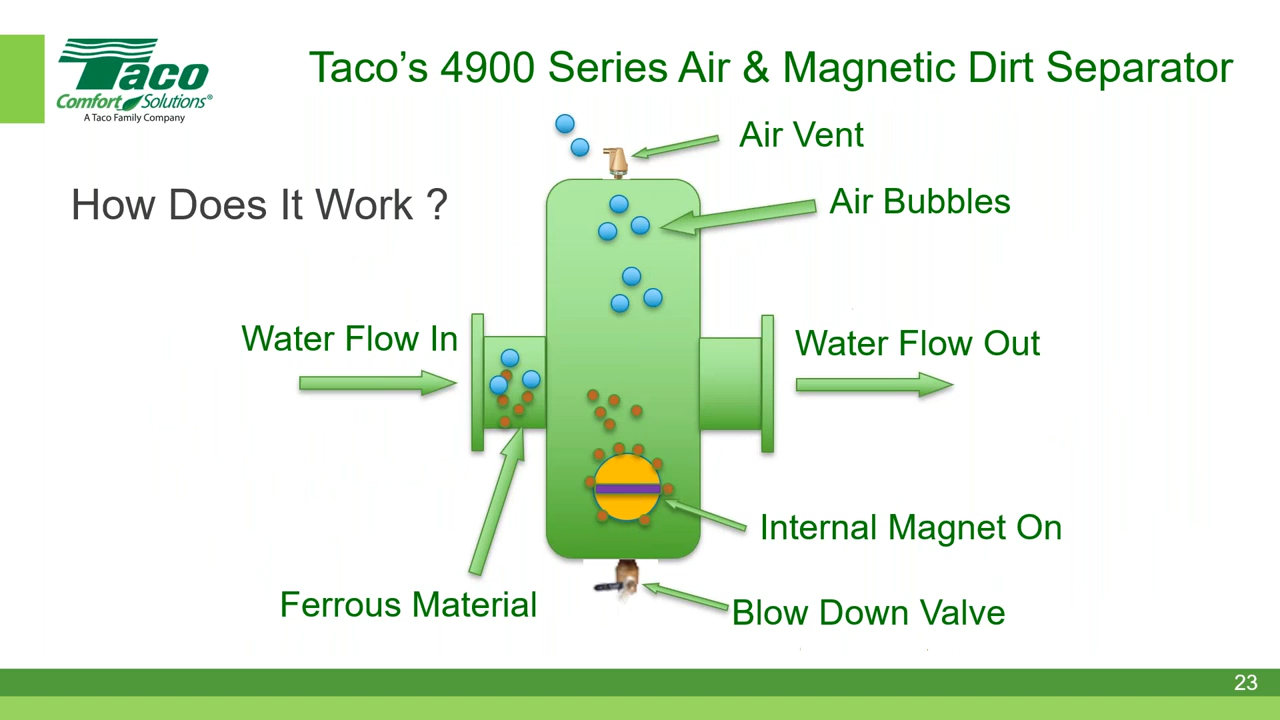 Taco
Comfort Solutions®
A Taco Family Company
Taco’s 4900 Series Air & Magnetic Dirt Separator
Air Vent
How Does It Work ?
Air Bubbles
Water Flow In
Water Flow Out
Internal Magnet On
Ferrous Material
Blow Down Valve
23